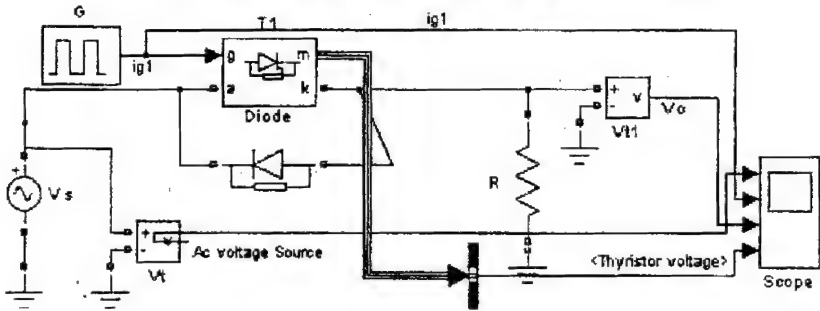 G
T1
ig1
ig1
g
m
a
k
Diode
+
-
v
Vo
Vt1
R
+
Vs
+
-
v
Vt
Ac voltage Source
<Thyristor voltage>
Scope